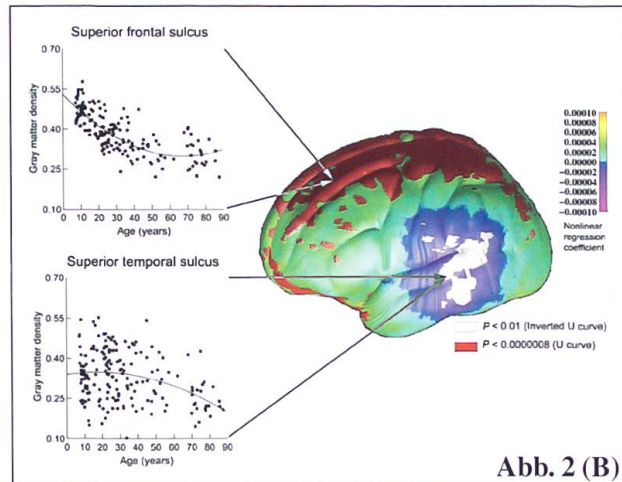 Superior frontal sulcus
0.70
0.55
0.40
0.25
0.10
Gray matter density
0 10 20 30 40 50 60 70 80 90
Age (years)
Superior temporal sulcus
0.70
0.55
0.40
0.25
0.10
Gray matter density
0 10 20 30 40 50 60 70 80 90
Age (years)
0.00010
0.00008
0.00006
0.00004
0.00002
0.00000
−0.00002
−0.00004
−0.00006
−0.00008
−0.00010
Nonlinear
regression
coefficient
P < 0.01 (Inverted U curve)
P < 0.0000008 (U curve)
Abb. 2 (B)